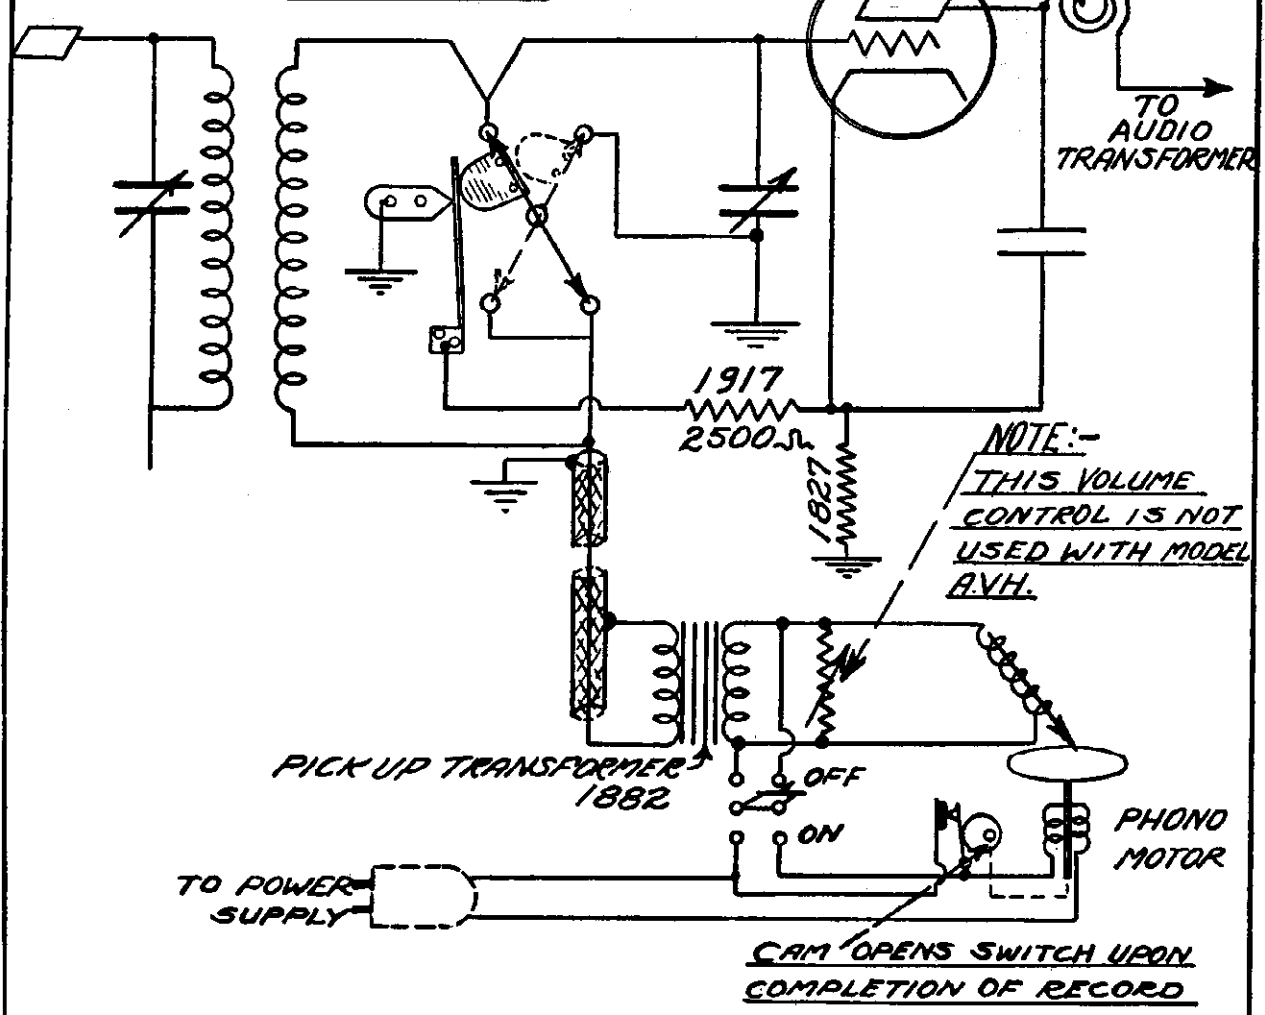 TO
AUDIO
TRANSFORMER
1917
2500Ω
1827
NOTE:-
THIS VOLUME
CONTROL IS NOT
USED WITH MODEL
A.V.H.
PICK UP TRANSFORMER
1882
OFF
ON
PHONO
MOTOR
TO POWER
SUPPLY
CAM OPENS SWITCH UPON
COMPLETION OF RECORD